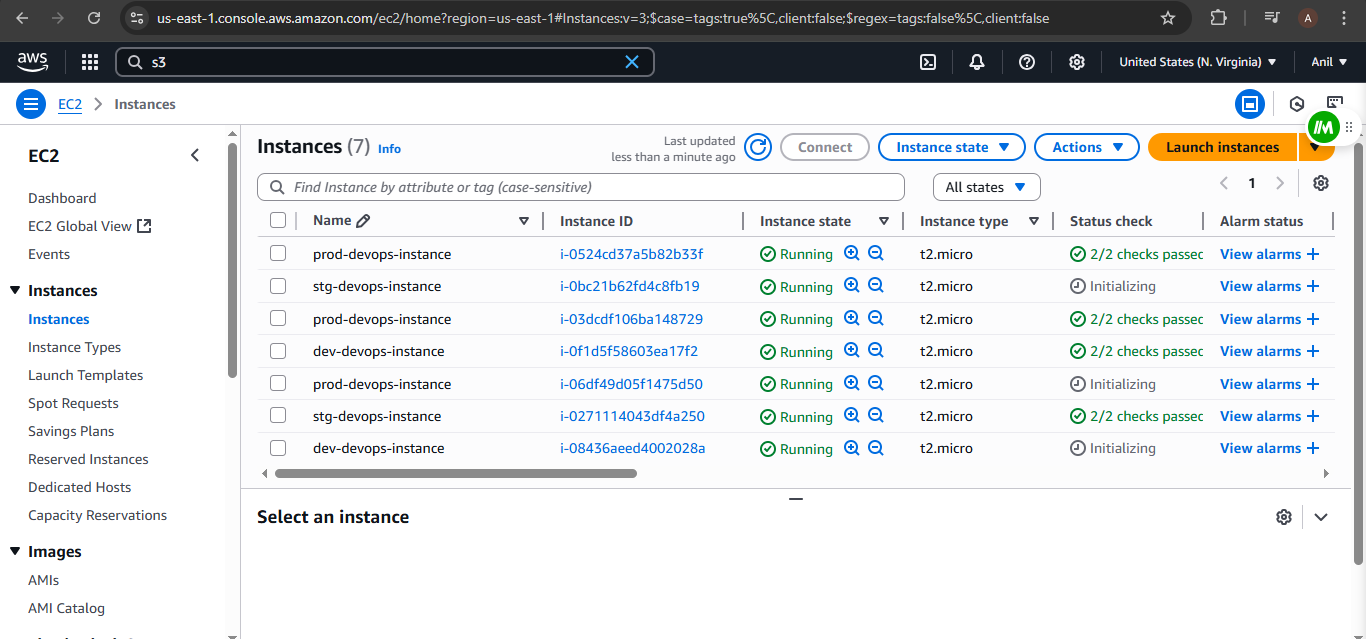 us-east-1.console.aws.amazon.com/ec2/home?region=us-east-1#Instances:v=3;$case=tags:true%5C,client:false;$regex=tags:false%5C,client:false
A
aws
s3
United States (N. Virginia)
Anil
EC2
Instances
EC2
Dashboard
EC2 Global View
Events
Instances
Instances
Instance Types
Launch Templates
Spot Requests
Savings Plans
Reserved Instances
Dedicated Hosts
Capacity Reservations
Images
AMIs
AMI Catalog
Instances (7) Info
Last updated
less than a minute ago
Connect
Instance state
Actions
Launch instances
Find Instance by attribute or tag (case-sensitive)
All states
1
Name Instance ID Instance state Instance type Status check Alarm status
prod-devops-instance i-0524cd37a5b82b33f Running t2.micro 2/2 checks passec View alarms +
stg-devops-instance i-0bc21b62fd4c8fb19 Running t2.micro Initializing View alarms +
prod-devops-instance i-03dcdf106ba148729 Running t2.micro 2/2 checks passec View alarms +
dev-devops-instance i-0f1d5f58603ea17f2 Running t2.micro 2/2 checks passec View alarms +
prod-devops-instance i-06df49d05f1475d50 Running t2.micro Initializing View alarms +
stg-devops-instance i-0271114043df4a250 Running t2.micro 2/2 checks passec View alarms +
dev-devops-instance i-08436aeed4002028a Running t2.micro Initializing View alarms +
Select an instance